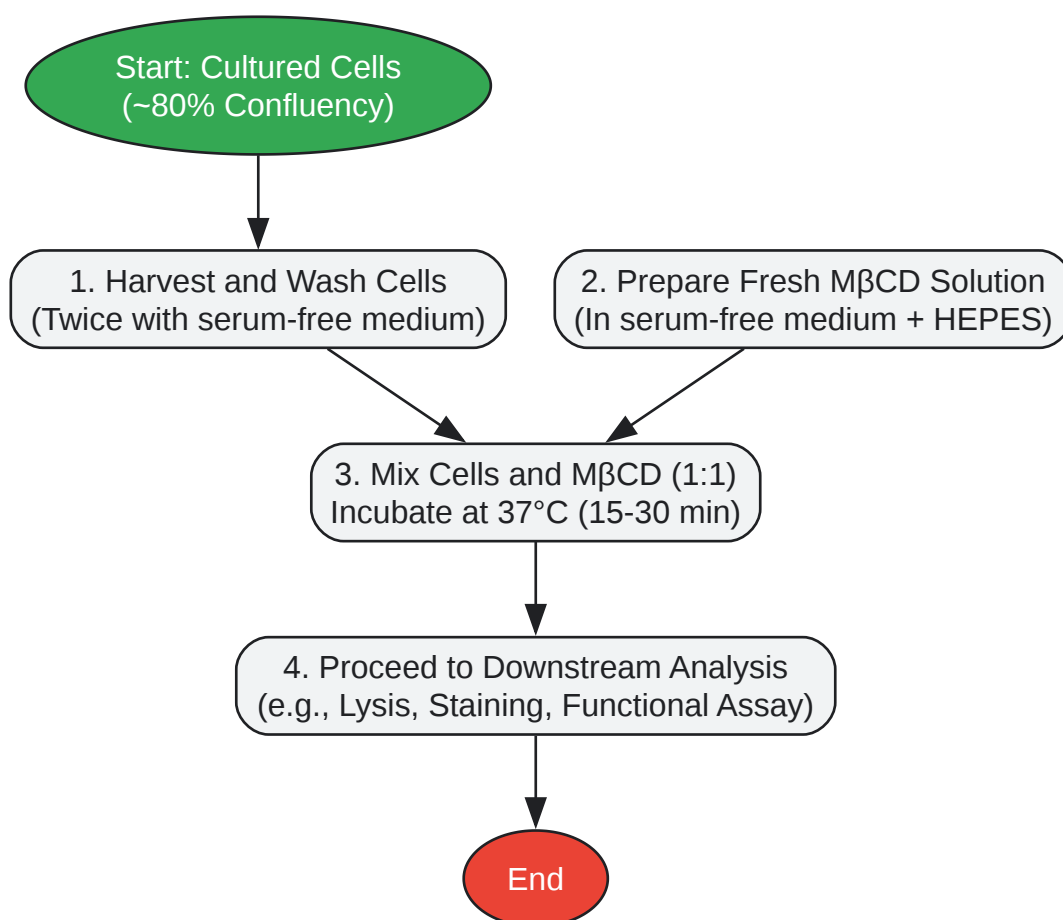 Start: Cultured Cells
(~80% Confluency)
1. Harvest and Wash Cells
(Twice with serum-free medium)
2. Prepare Fresh MβCD Solution
(In serum-free medium + HEPES)
3. Mix Cells and MβCD (1:1)
Incubate at 37°C (15-30 min)
4. Proceed to Downstream Analysis
(e.g., Lysis, Staining, Functional Assay)
End